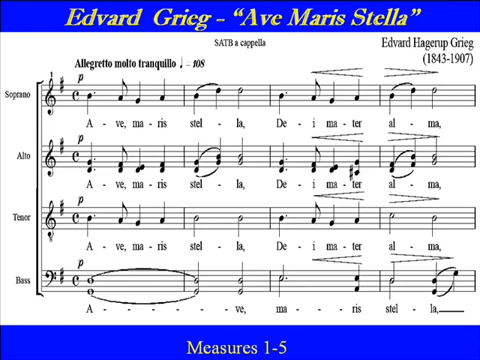 Edvard Grieg - “Ave Maris Stella”
SATB a cappella
Edvard Hagerup Grieg
(1843-1907)
Allegretto molto tranquillo ♩ = 108
1
p
Soprano
A - ve, ma - ris stel - la, De - i ma - ter al - ma,
p
Alto
A - ve, ma - ris stel - la, De - i ma - ter al - ma,
p
Tenor
A - ve, ma - ris stel - la, De - i ma - ter al - ma,
p
Bass
A - - - - ve, ma - - ris stel - la,
Measures 1-5